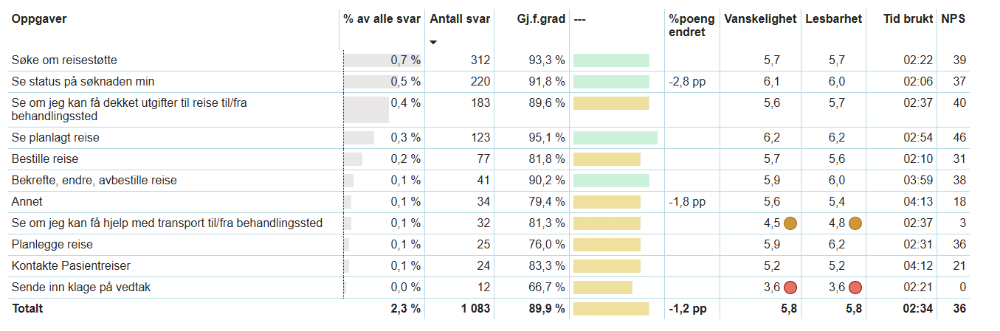 Oppgaver % av alle svar Antall svar Gj.f.grad --- %poeng endret Vanskelighet Lesbarhet Tid brukt NPS
Søke om reisestøtte 0,7 % 312 93,3 % 5,7 5,7 02:22 39
Se status på søknaden min 0,5 % 220 91,8 % -2,8 pp 6,1 6,0 02:06 37
Se om jeg kan få dekket utgifter til reise til/fra 0,4 % 183 89,6 % 5,6 5,7 02:37 40
behandlingssted
Se planlagt reise 0,3 % 123 95,1 % 6,2 6,2 02:54 46
Bestille reise 0,2 % 77 81,8 % 5,7 5,6 02:10 31
Bekrefte, endre, avbestille reise 0,1 % 41 90,2 % 5,9 6,0 03:59 38
Annet 0,1 % 34 79,4 % -1,8 pp 5,6 5,4 04:13 18
Se om jeg kan få hjelp med transport til/fra behandlingssted 0,1 % 32 81,3 % 4,5 4,8 02:37 3
Planlegge reise 0,1 % 25 76,0 % 5,9 6,2 02:31 36
Kontakte Pasientreiser 0,1 % 24 83,3 % 5,2 5,2 04:12 21
Sende inn klage på vedtak 0,0 % 12 66,7 % 3,6 3,6 02:21 0
Totalt 2,3 % 1 083 89,9 % -1,2 pp 5,8 5,8 02:34 36